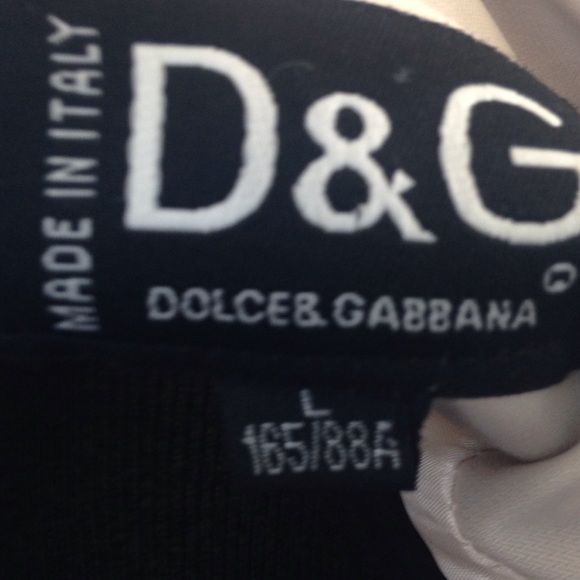 MADE IN ITALY
D&G
DOLCE&GABBANA
L
165/88A